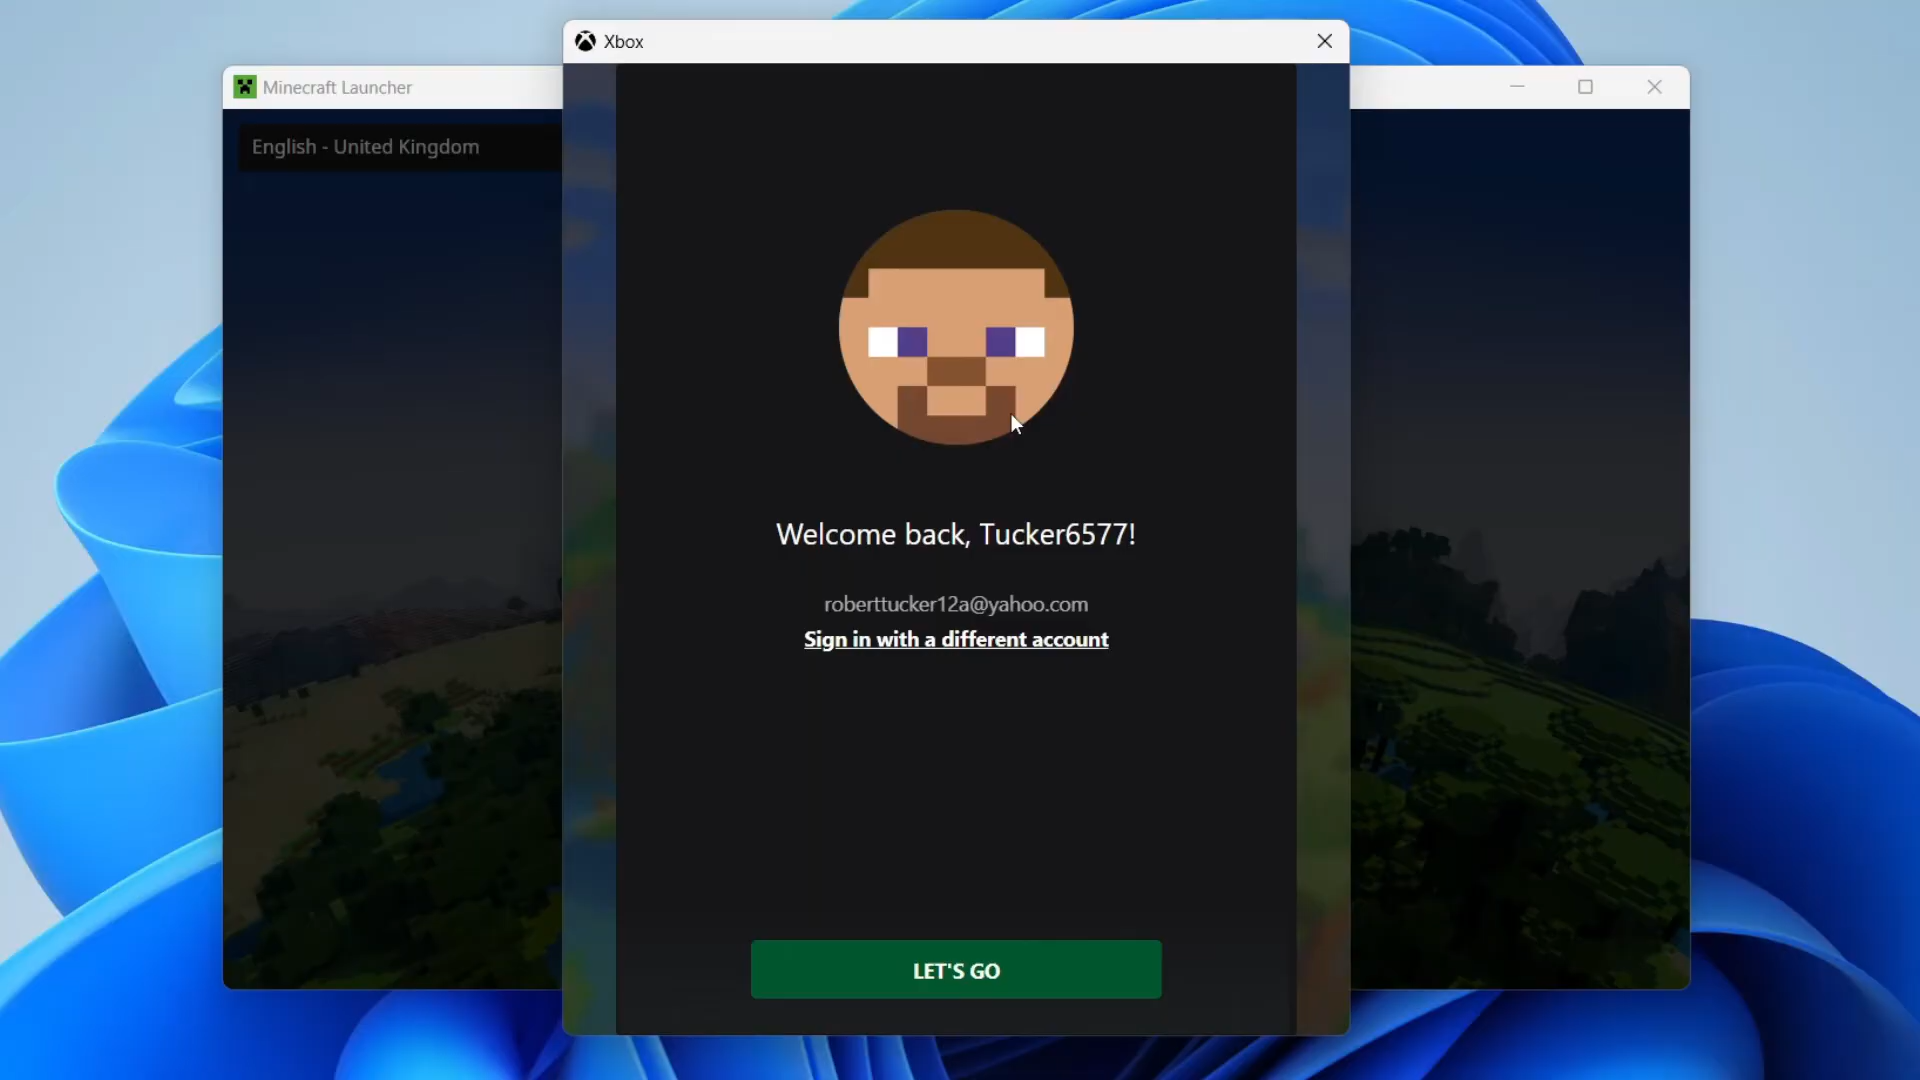 Xbox
Minecraft Launcher
English - United Kingdom
Welcome back, Tucker6577!
roberttucker12a@yahoo.com
Sign in with a different account
LET'S GO